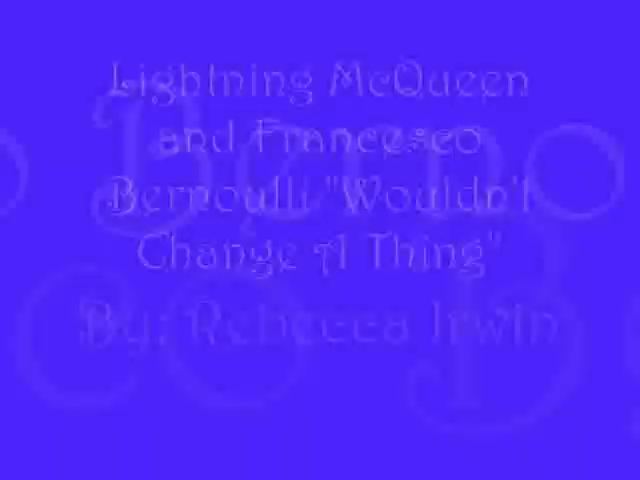 Lightning McQueen
and Francesco
Bernoulli "Wouldn't
Change A Thing"
By: Rebecca Irwin